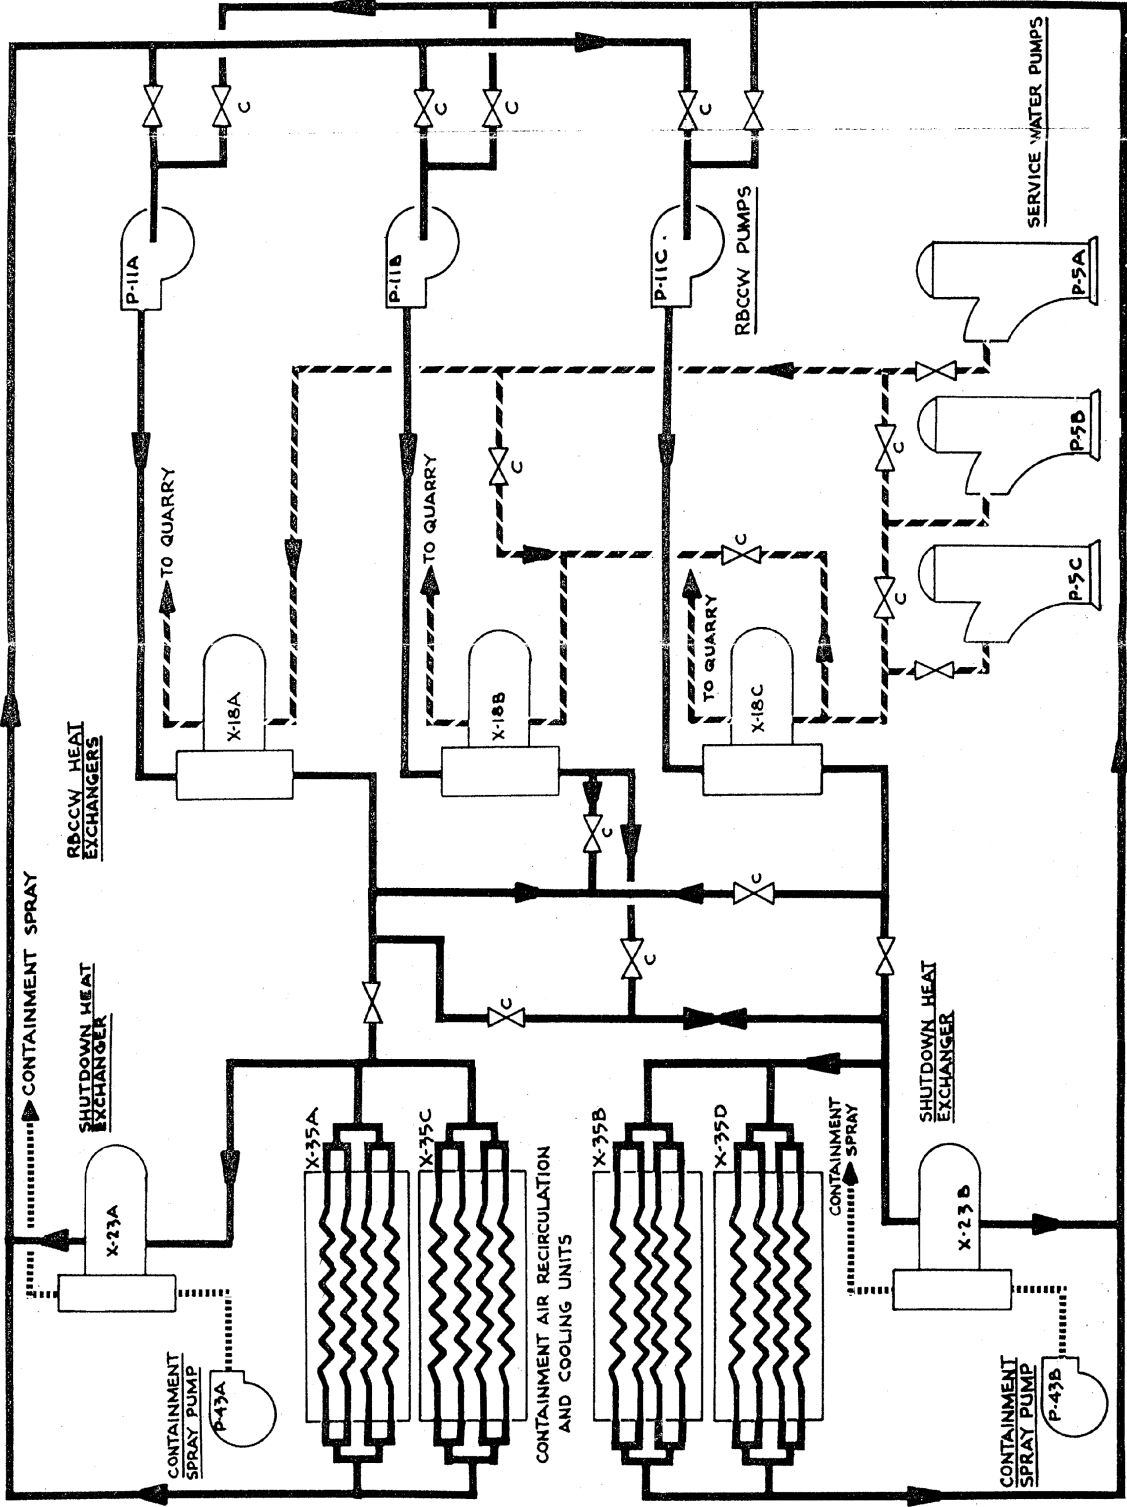 C
C
C
C
SERVICE WATER PUMPS
P-11A
P-11B
P-11C.
RBCCW PUMPS
P-5A
P-5B
P-5C
TO QUARRY
TO QUARRY
TO QUARRY
C
C
C
C
X-18A
X-18B
X-18C
RBCCW HEAT
EXCHANGERS
C
C
C
C
CONTAINMENT SPRAY
SHUTDOWN HEAT
EXCHANGER
SHUTDOWN HEAT
EXCHANGER
X-35A
X-35C
X-35B
X-35D
CONTAINMENT
SPRAY
X-23A
X-23B
CONTAINMENT AIR RECIRCULATION
AND COOLING UNITS
CONTAINMENT
SPRAY PUMP
P-43A
CONTAINMENT
SPRAY PUMP
P-43B